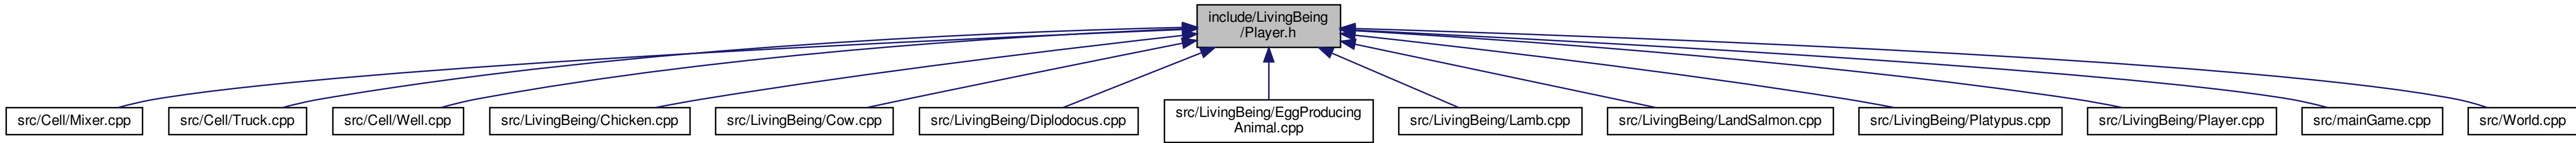 include/LivingBeing
/Player.h
src/Cell/Mixer.cpp
src/Cell/Truck.cpp
src/Cell/Well.cpp
src/LivingBeing/Chicken.cpp
src/LivingBeing/Cow.cpp
src/LivingBeing/Diplodocus.cpp
src/LivingBeing/EggProducing
Animal.cpp
src/LivingBeing/Lamb.cpp
src/LivingBeing/LandSalmon.cpp
src/LivingBeing/Platypus.cpp
src/LivingBeing/Player.cpp
src/mainGame.cpp
src/World.cpp